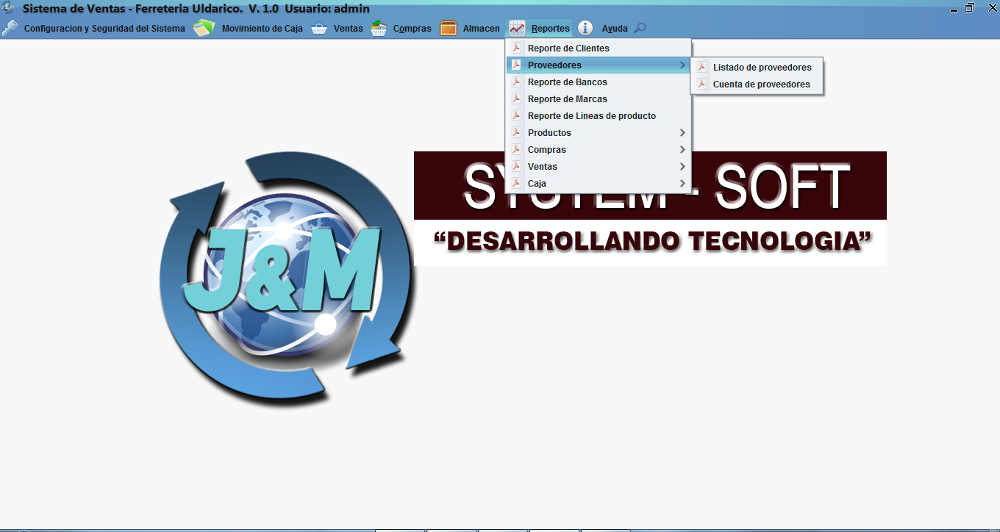 Sistema de Ventas - Ferreteria Uldarico. V. 1.0 Usuario: admin
Configuracion y Seguridad del Sistema Movimiento de Caja Ventas Compras Almacen Reportes Ayuda
Reporte de Clientes
Proveedores
Listado de proveedores
Cuenta de proveedores
Reporte de Bancos
Reporte de Marcas
Reporte de Lineas de producto
Productos
Compras
Ventas
Caja
SYSTEM - SOFT
“DESARROLLANDO TECNOLOGIA”
J&M